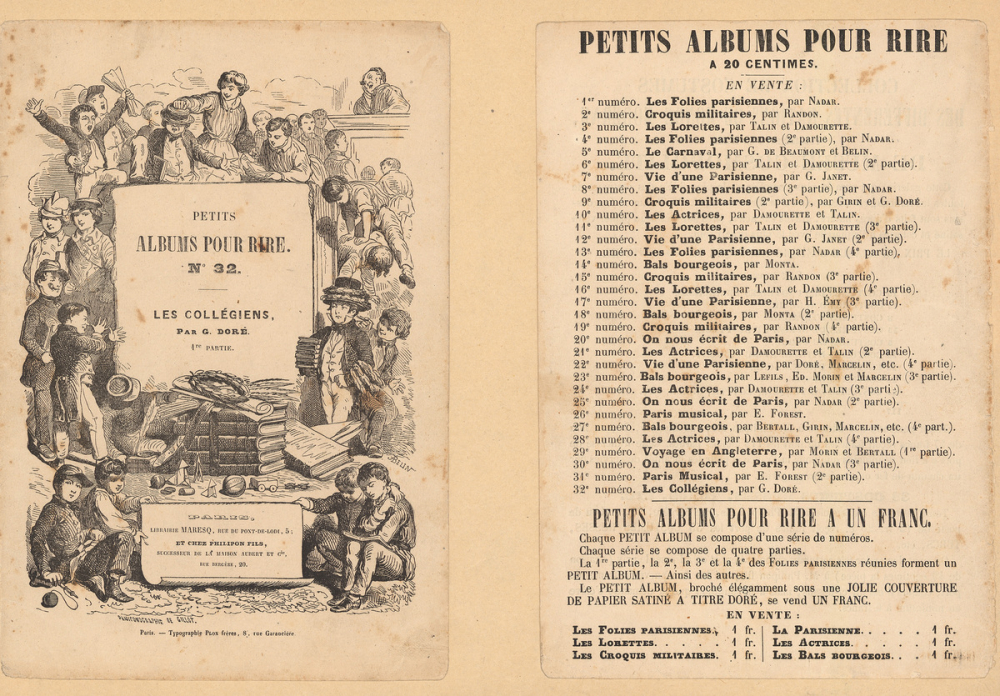 PETITS
ALBUMS POUR RIRE.
N° 32.
LES COLLÉGIENS,
PAR G. DORÉ.
1re PARTIE.
PARIS,
LIBRAIRIE MARESQ, RUE DU PONT-DE-LODI, 5;
ET CHEZ PHILIPON FILS,
SUCCESSEUR DE LA MAISON AUBERT ET Cie,
RUE BERGÈRE, 20.
Paris. — Typographie PLON frères, 8, rue Garancière.
PETITS ALBUMS POUR RIRE
A 20 CENTIMES.
EN VENTE :
1er numéro. Les Folies parisiennes, par NADAR.
2e numéro. Croquis militaires, par RANDON.
3e numéro. Les Lorettes, par TALIN et DAMOURETTE.
4e numéro. Les Folies parisiennes (2e partie), par NADAR.
5e numéro. Le Carnaval, par G. DE BEAUMONT et BELIN.
6e numéro. Les Lorettes, par TALIN et DAMOURETTE (2e partie).
7e numéro. Vie d'une Parisienne, par G. JANET.
8e numéro. Les Folies parisiennes (3e partie), par NADAR.
9e numéro. Croquis militaires (2e partie), par GIRIN et G. DORÉ.
10e numéro. Les Actrices, par DAMOURETTE et TALIN.
11e numéro. Les Lorettes, par TALIN et DAMOURETTE (3e partie).
12e numéro. Vie d'une Parisienne, par G. JANET (2e partie).
13e numéro. Les Folies parisiennes, par NADAR (4e partie),
14e numéro. Bals bourgeois, par MONTA.
15e numéro. Croquis militaires, par RANDON (3e partie).
16e numéro. Les Lorettes, par TALIN et DAMOURETTE (4e partie).
17e numéro. Vie d'une Parisienne, par H. EMY (3e partie).
18e numéro. Bals bourgeois, par MONTA (2e partie).
19e numéro. Croquis militaires, par RANDON (4e partie).
20e numéro. On nous écrit de Paris, par NADAR.
21e numéro. Les Actrices, par DAMOURETTE et TALIN (2e partie).
22e numéro. Vie d'une Parisienne, par DORÉ, MARCELIN, etc. (4e partie).
23e numéro. Bals bourgeois, par LEFILS, ED. MORIN et MARCELIN (3e partie).
24e numéro. Les Actrices, par DAMOURETTE et TALIN (3e partie).
25e numéro. On nous écrit de Paris, par NADAR (2e partie).
26e numéro. Paris musical, par E. FOREST.
27e numéro. Bals bourgeois, par BERTALL, GIRIN, MARCELIN, etc. (4e part.).
28e numéro. Les Actrices, par DAMOURETTE et TALIN (4e partie).
29e numéro. Voyage en Angleterre, par MORIN et BERTALL (1re partie).
30e numéro. On nous écrit de Paris, par NADAR (3e partie).
31e numéro. Paris Musical, par E. FOREST (2e partie).
32e numéro. Les Collégiens, par G. DORÉ.
PETITS ALBUMS POUR RIRE A UN FRANC.
Chaque PETIT ALBUM se compose d'une série de numéros.
Chaque série se compose de quatre parties.
La 1re partie, la 2e, la 3e et la 4e des FOLIES PARISIENNES réunies forment un
PETIT ALBUM. — Ainsi des autres.
Le PETIT ALBUM, broché élégamment sous une JOLIE COUVERTURE
DE PAPIER SATINÉ A TITRE DORÉ, se vend UN FRANC.
EN VENTE :
LES FOLIES PARISIENNES. 1 fr.
LES LORETTES. . . . . 1 fr.
LES CROQUIS MILITAIRES. 1 fr.
LA PARISIENNE. . . . . 1 fr.
LES ACTRICES. . . . . 1 fr.
LES BALS BOURGEOIS. . . 1 fr.